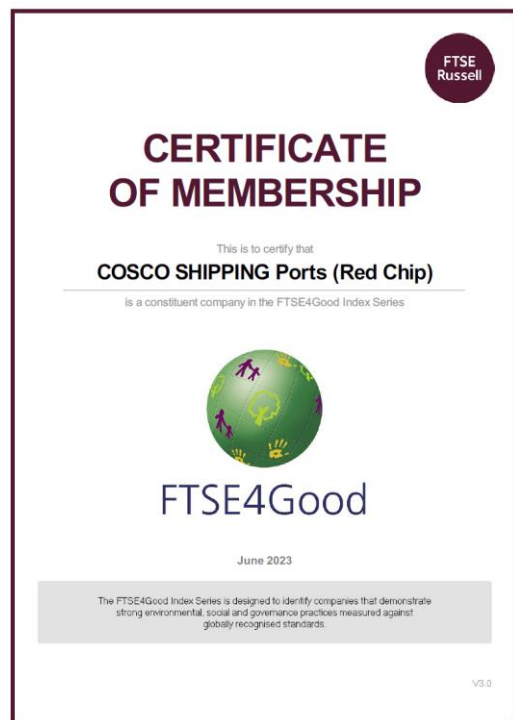 FTSE
Russell
CERTIFICATE
OF MEMBERSHIP
This is to certify that
COSCO SHIPPING Ports (Red Chip)
is a constituent company in the FTSE4Good Index Series
FTSE4Good
June 2023
The FTSE4Good Index Series is designed to identify companies that demonstrate
strong environmental, social and governance practices measured against
globally recognised standards.
V3.0